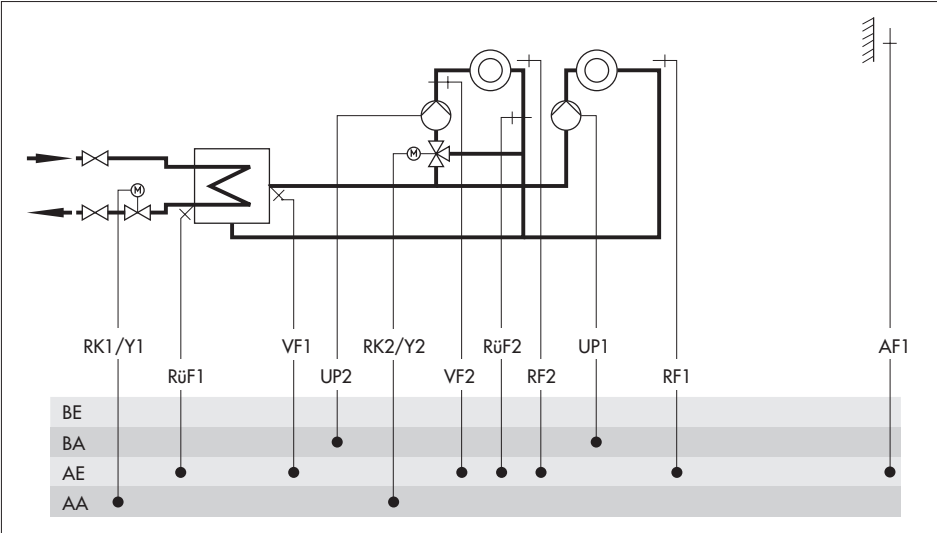 M
M
RK1/Y1 VF1 RK2/Y2 RüF2 UP1 AF1
RüF1 UP2 VF2 RF2 RF1
BE
BA
AE
AA